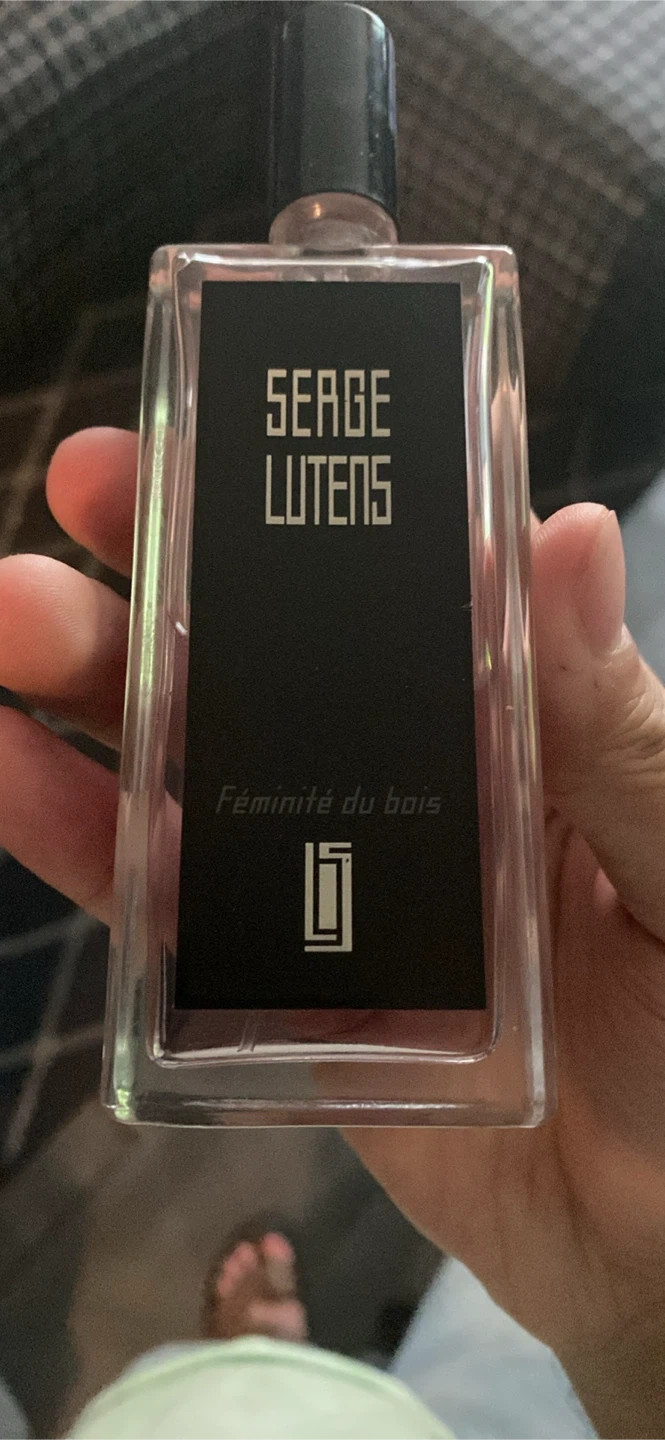 SERGE
LUTENS
Féminité du bois